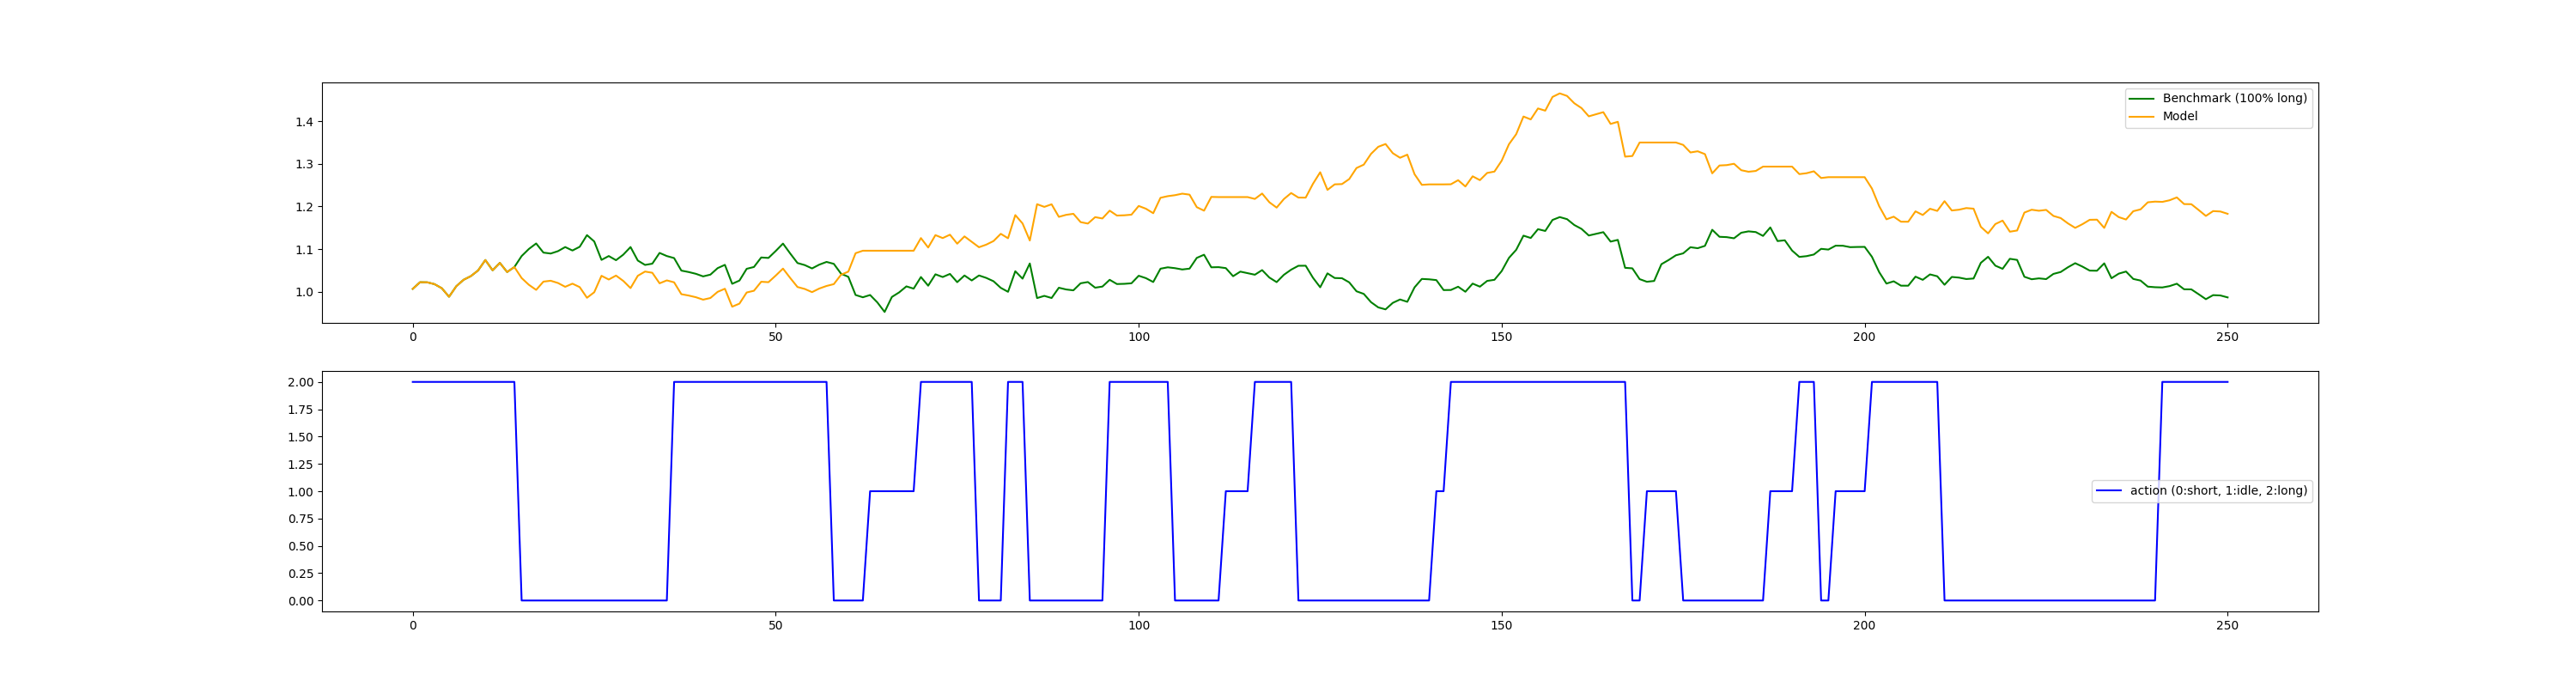 Benchmark (100% long)
Model
1.4
1.3
1.2
1.1
1.0
0 50 100 150 200 250
2.00
1.75
1.50
1.25
1.00
0.75
0.50
0.25
0.00
action (0:short, 1:idle, 2:long)
0 50 100 150 200 250